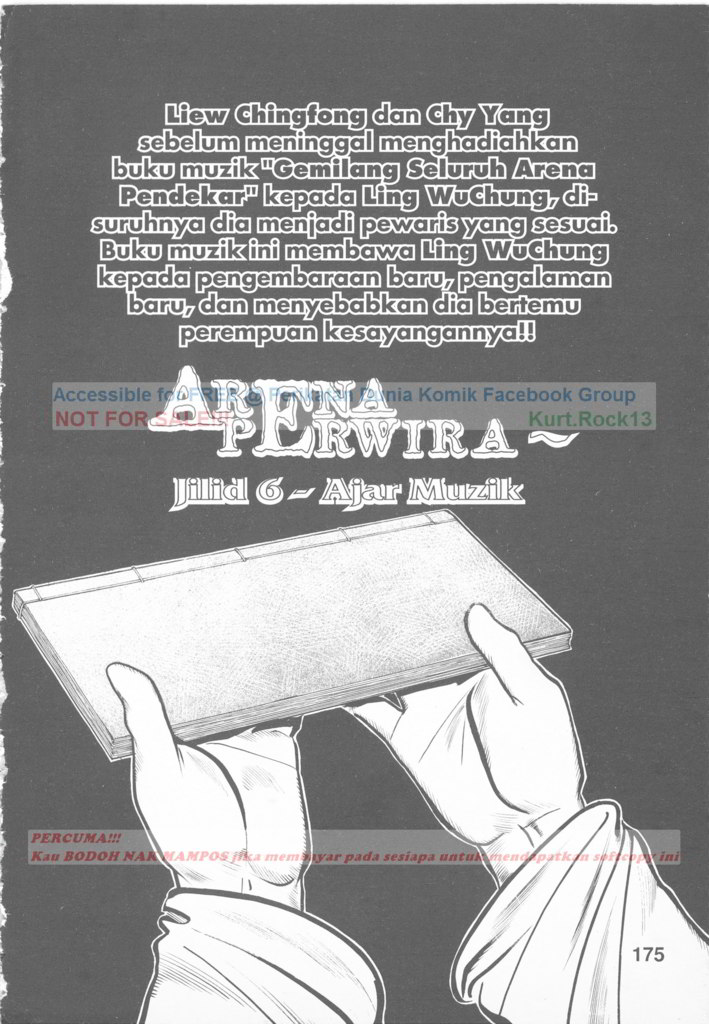 Liew Chingfong dan Chy Yang
sebelum meninggal menghadiahkan
buku muzik "Gemilang Seluruh Arena
Pendekar" kepada Ling WuChung, di-
suruhnya dia menjadi pewaris yang sesuai.
Buku muzik ini membawa Ling WuChung
kepada pengembaraan baru, pengalaman
baru, dan menyebabkan dia bertemu
perempuan kesayangannya!!
Accessible for FREE @ Perikatan Dunia Komik Facebook Group
NOT FOR SALE!!! Kurt.Rock13
ARENA
PERWIRA ~
Jilid 6 ~ Ajar Muzik
PERCUMA!!!
Kau BODOH NAK MAMPOS jika membayar pada sesiapa untuk mendapatkan softcopy ini
175